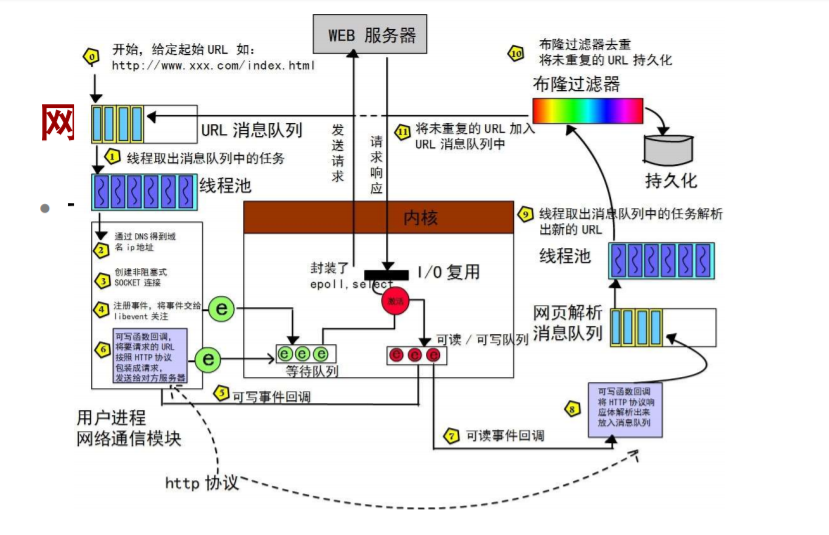 0
开始, 给定起始 URL 如:
http://www.xxx.com/index.html
WEB 服务器
10
布隆过滤器去重
将未重复的 URL 持久化
布隆过滤器
网
URL 消息队列
发送请求
请求响应
11
将未重复的 URL 加入
URL 消息队列中
1
线程取出消息队列中的任务
持久化
线程池
内核
9
线程取出消息队列中的任务解析
出新的 URL
2
通过 DNS 得到域
名 ip 地址
线程池
封装了
epoll,select
I/O 复用
3
创建非阻塞式
SOCKET 连接
激活
4
注册事件, 将事件交给
libevent 关注
e
网页解析
消息队列
6
可写函数回调,
将要请求的 URL
按照 HTTP 协议
包装成请求,
发送给对方服务器
e
e e e
等待队列
e e e
可读 / 可写队列
5
可写事件回调
8
可写函数回调
将 HTTP 协议响
应体解析出来
放入消息队列
用户进程
网络通信模块
7
可读事件回调
http 协议